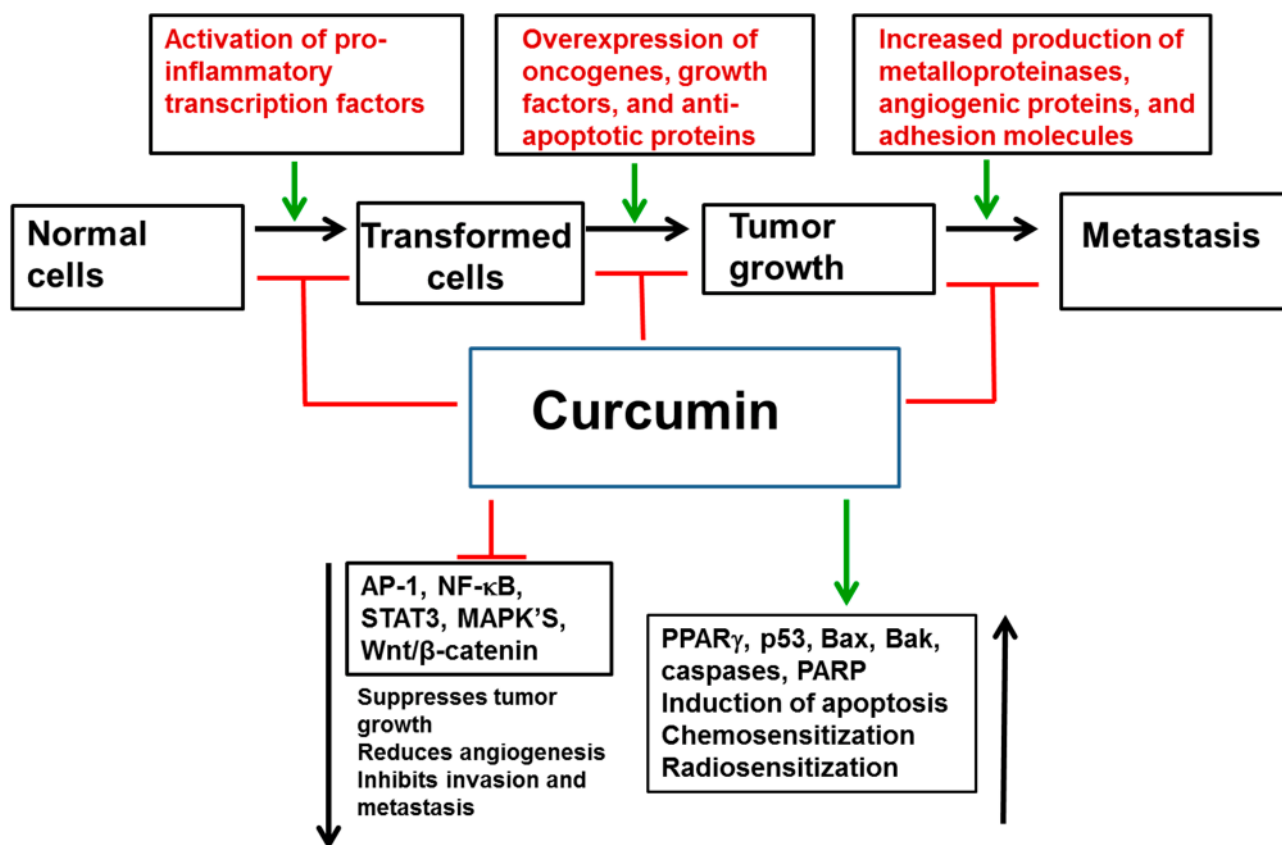 Activation of pro-
inflammatory
transcription factors
Overexpression of
oncogenes, growth
factors, and anti-
apoptotic proteins
Increased production of
metalloproteinases,
angiogenic proteins, and
adhesion molecules
Normal
cells
Transformed
cells
Tumor
growth
Metastasis
Curcumin
AP-1, NF-κB,
STAT3, MAPK’S,
Wnt/β-catenin
Suppresses tumor
growth
Reduces angiogenesis
Inhibits invasion and
metastasis
PPARγ, p53, Bax, Bak,
caspases, PARP
Induction of apoptosis
Chemosensitization
Radiosensitization